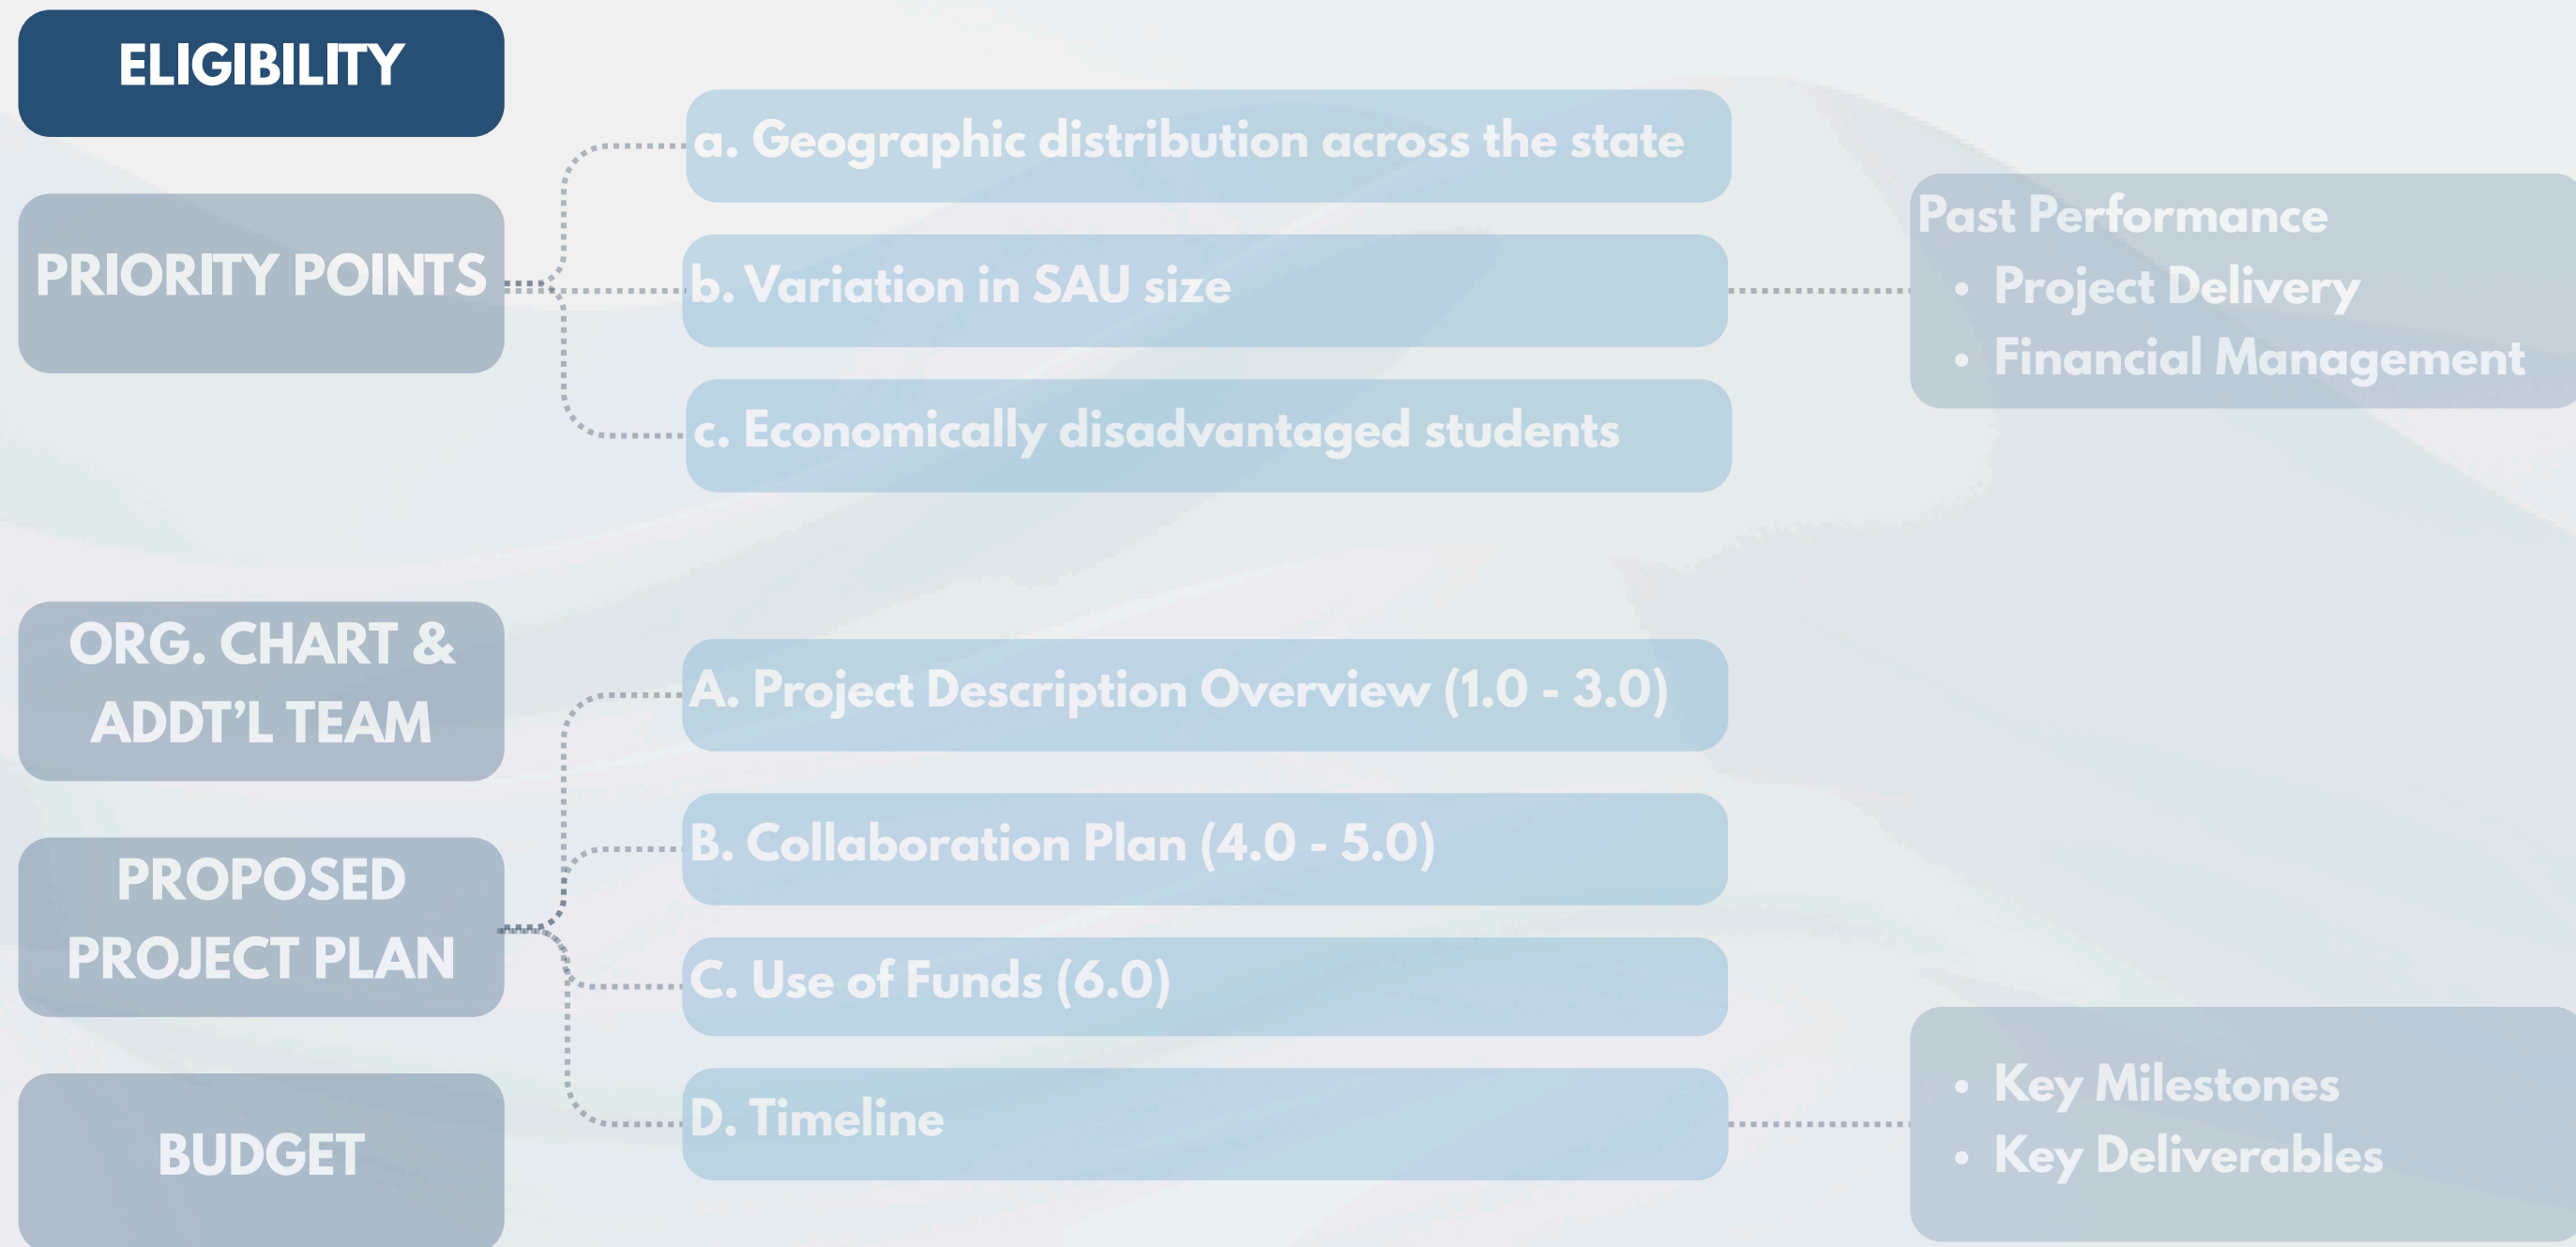 ELIGIBILITY
PRIORITY POINTS
a. Geographic distribution across the state
b. Variation in SAU size
c. Economically disadvantaged students
Past Performance
• Project Delivery
• Financial Management
ORG. CHART &
ADDT’L TEAM
PROPOSED
PROJECT PLAN
A. Project Description Overview (1.0 - 3.0)
B. Collaboration Plan (4.0 - 5.0)
C. Use of Funds (6.0)
D. Timeline
• Key Milestones
• Key Deliverables
BUDGET